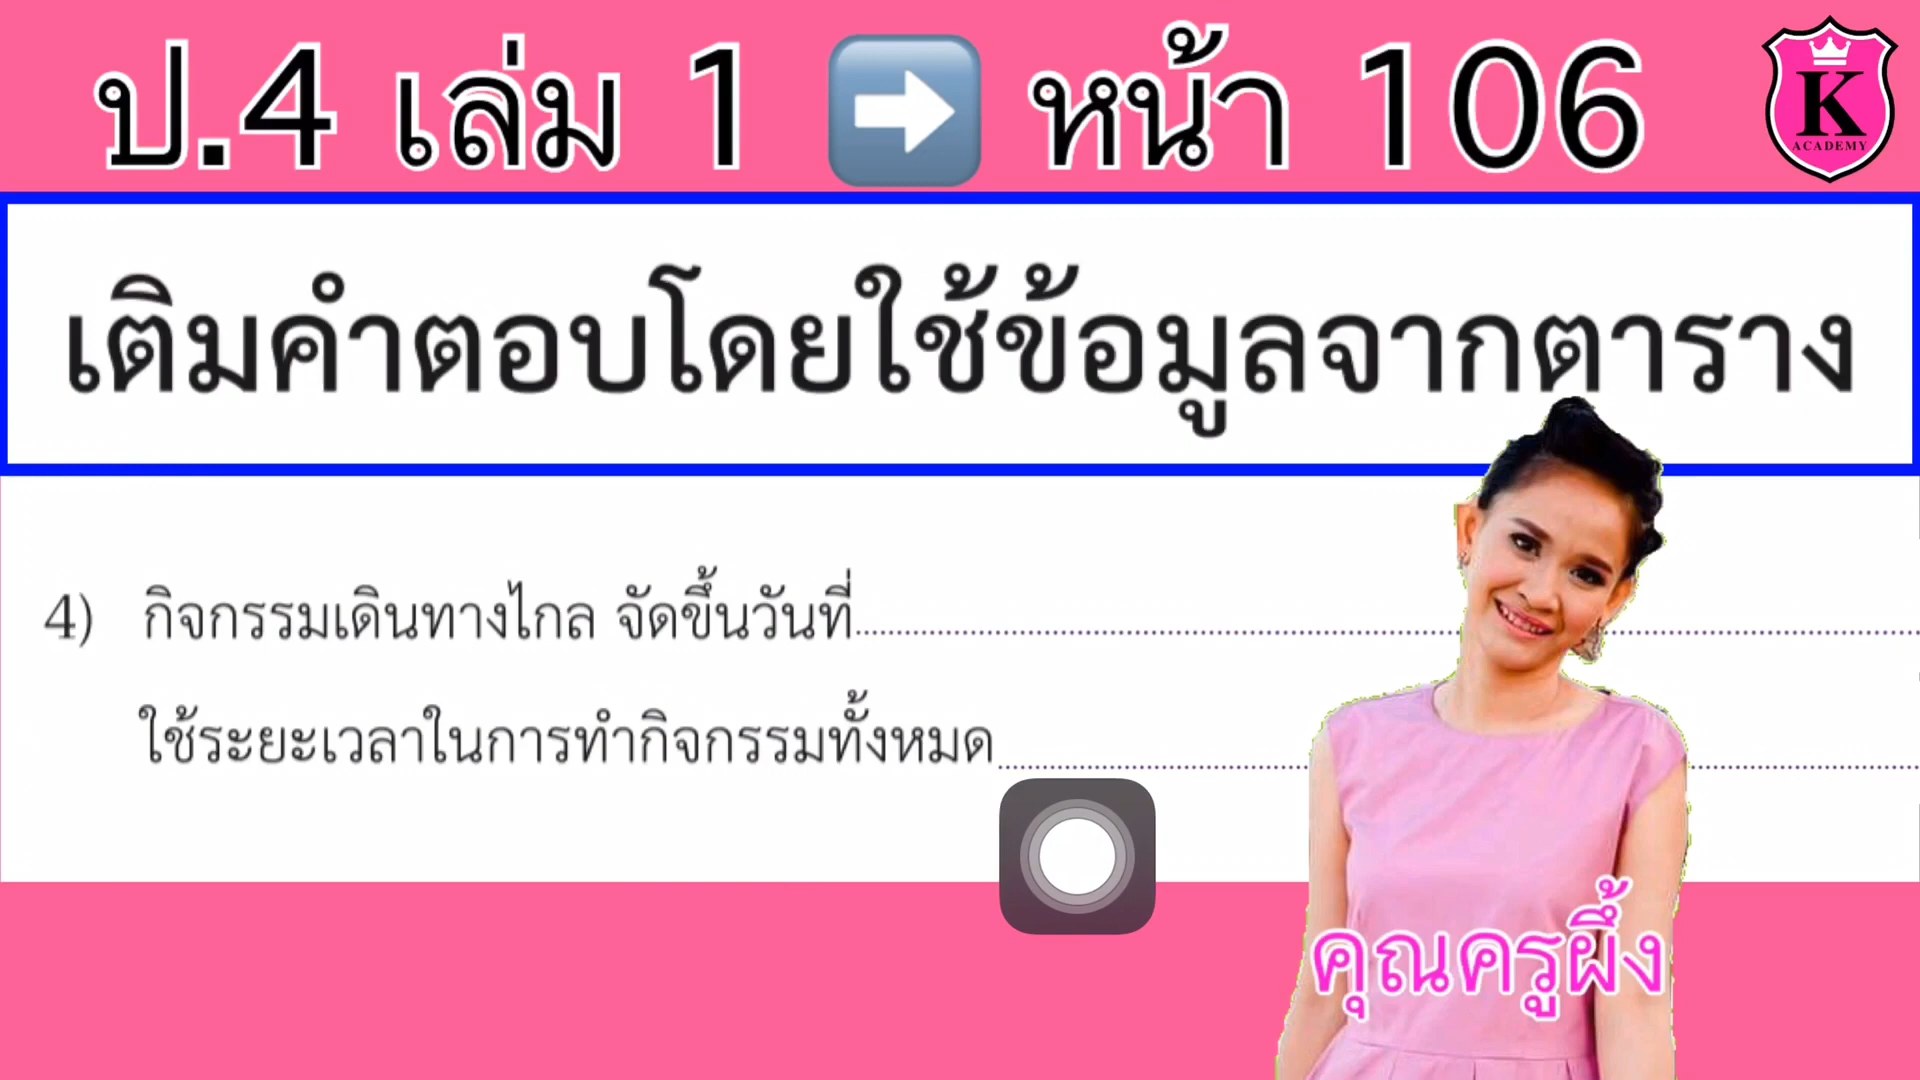 ป.4 เล่ม 1 ➡️ หน้า 106
K
ACADEMY
เติมคำตอบโดยใช้ข้อมูลจากตาราง
4) กิจกรรมเดินทางไกล จัดขึ้นวันที่
ใช้ระยะเวลาในการทำกิจกรรมทั้งหมด
คุณครูผึ้ง